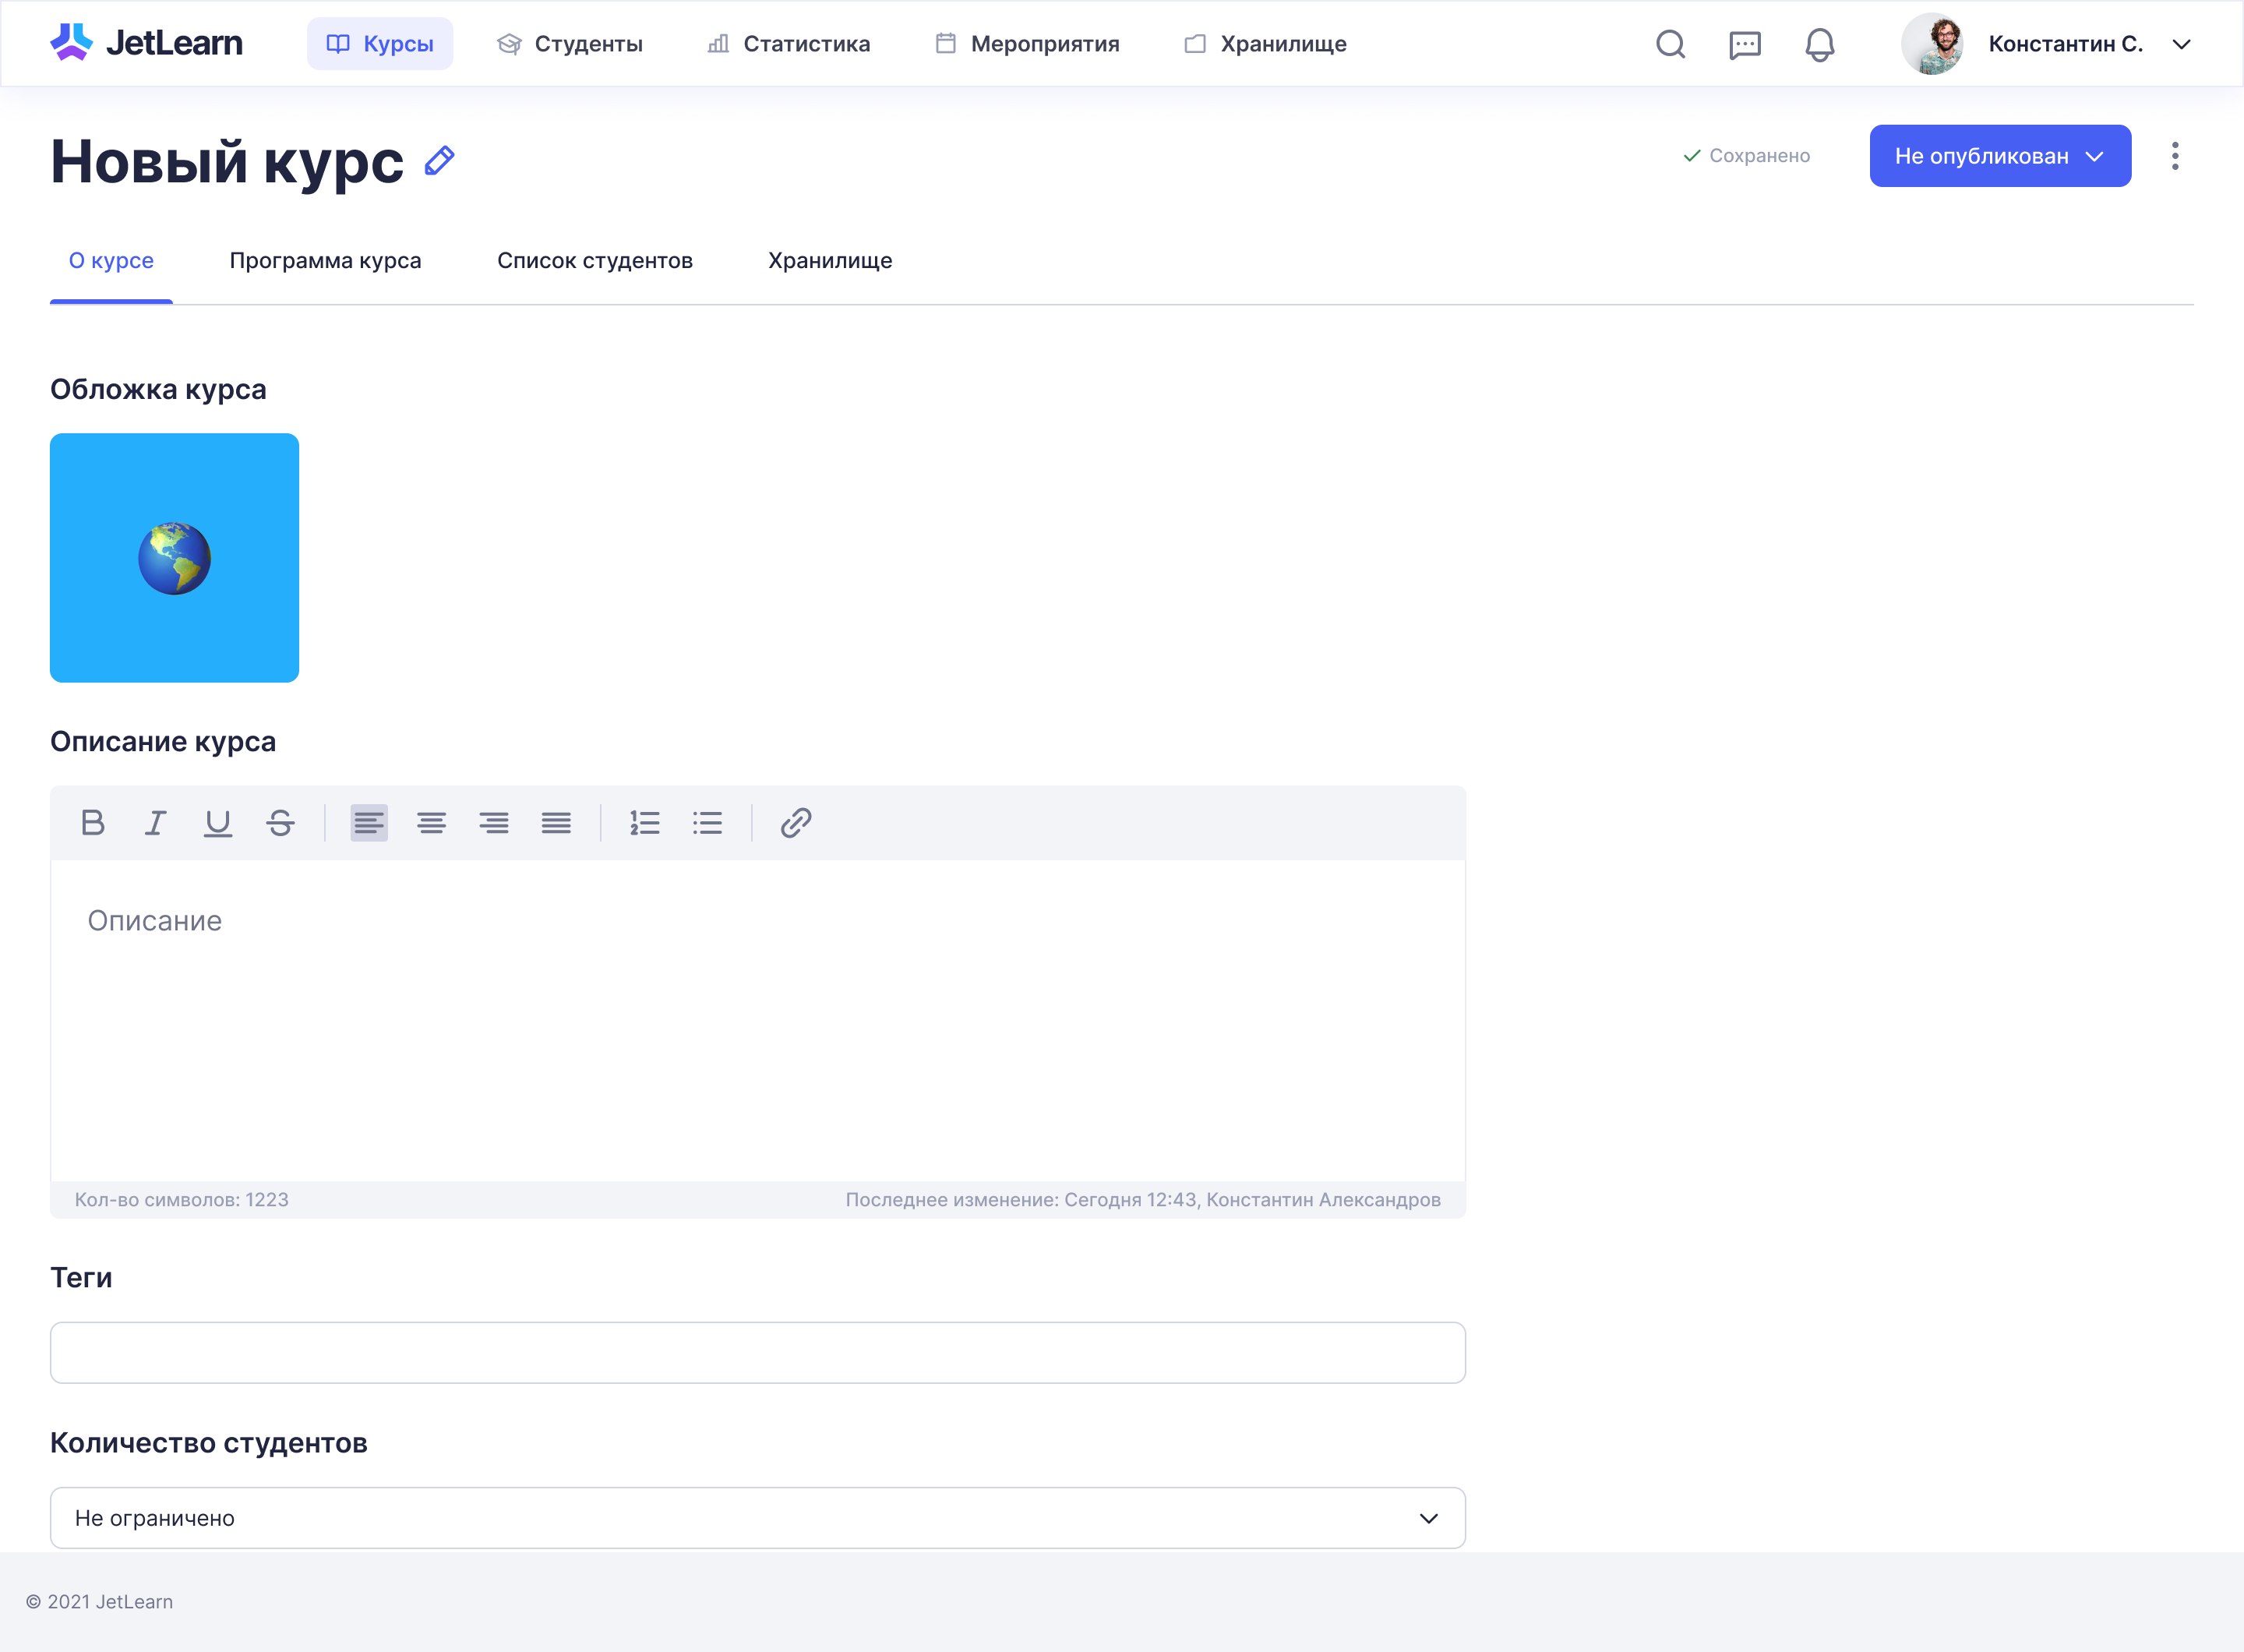 JetLearn
Курсы
Студенты
Статистика
Мероприятия
Хранилище
Константин С.
Новый курс
Сохранено
Не опубликован
О курсе
Программа курса
Список студентов
Хранилище
Обложка курса
Описание курса
Описание
Кол-во символов: 1223
Последнее изменение: Сегодня 12:43, Константин Александров
Теги
Количество студентов
Не ограничено
© 2021 JetLearn